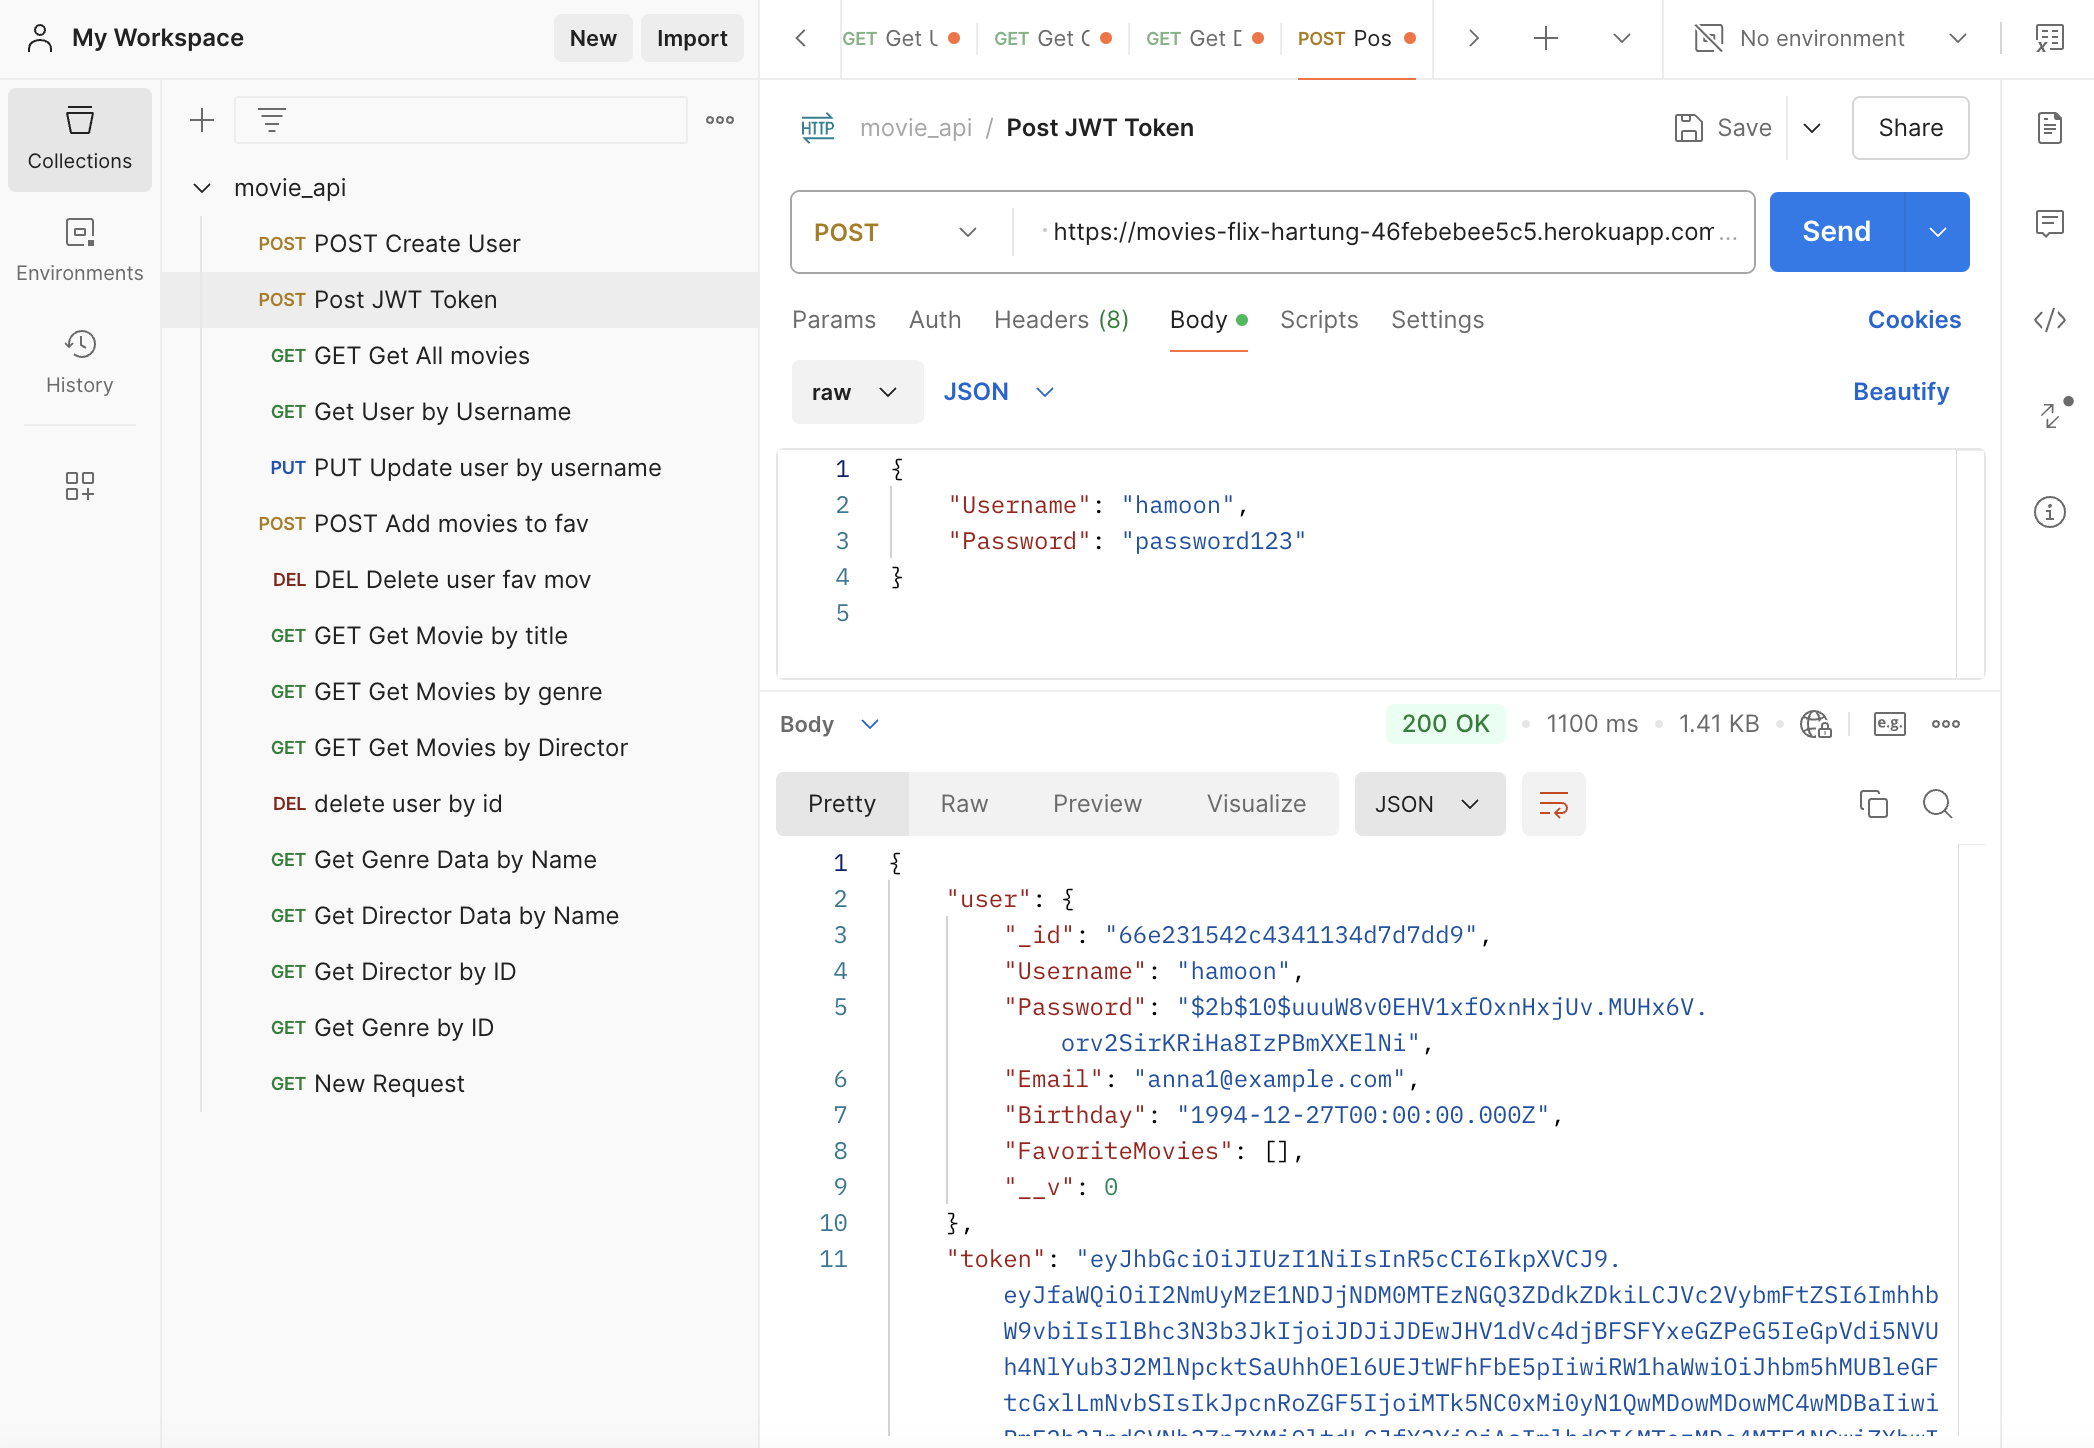 My Workspace
New
Import
GET Get U
GET Get
GET Get D
POST Pos
No environment
Collections
Environments
History
movie_api
POST POST Create User
POST Post JWT Token
GET GET Get All movies
GET Get User by Username
PUT PUT Update user by username
POST POST Add movies to fav
DEL DEL Delete user fav mov
GET GET Get Movie by title
GET GET Get Movies by genre
GET GET Get Movies by Director
DEL delete user by id
GET Get Genre Data by Name
GET Get Director Data by Name
GET Get Director by ID
GET Get Genre by ID
GET New Request
HTTP movie_api / Post JWT Token
Save
Share
POST
https://movies-flix-hartung-46febebee5c5.herokuapp.com...
Send
Params Auth Headers (8) Body Scripts Settings
Cookies
raw JSON
Beautify
1 {
2 "Username": "hamoon",
3 "Password": "password123"
4 }
5
Body
200 OK 1100 ms 1.41 KB
e.g.
Pretty Raw Preview Visualize JSON
1 {
2 "user": {
3 "_id": "66e231542c4341134d7d7dd9",
4 "Username": "hamoon",
5 "Password": "$2b$10$uuuW8v0EHV1xfOxnHxjUv.MUHx6V.
orv2SirKRiHa8IzPBmXXElNi",
6 "Email": "anna1@example.com",
7 "Birthday": "1994-12-27T00:00:00.000Z",
8 "FavoriteMovies": [],
9 "__v": 0
10 },
11 "token": "eyJhbGciOiJIUzI1NiIsInR5cCI6IkpXVCJ9.
eyJfaWQiOiI2NmUyMzE1NDJjNDM0MTEzNGQ3ZDdkZDkiLCJVc2VybmFtZSI6Imhhb
W9vbiIsIlBhc3N3b3JkIjoiJDJiJDEwJHV1dVc4djBFSFYxeGZPeG5IeGpVdi5NVU
h4NlYub3J2MlNpcktSaUhhOEl6UEJtWFhFbE5pIiwiRW1haWwiOiJhbm5hMUBleGF
tcGxlLmNvbSIsIkJpcnRoZGF5IjoiMTk5NC0xMi0yN1QwMDowMDowMC4wMDBaIiwi